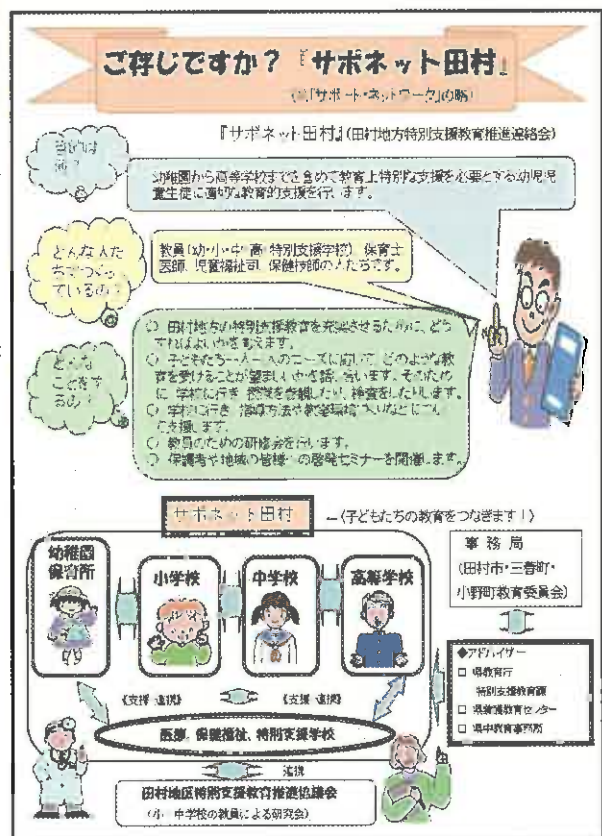 ご存じですか?『サポネット田村』
(※「サポート・ネットワーク」の略)
『サポネット田村』(田村地方特別支援教育推進連絡会)
目的は
何?
幼稚園から高等学校までを含めて教育上特別な支援を必要とする幼児児
童生徒に適切な教育的支援を行います。
どんな人た
ちでつくっ
ているの?
教員(幼・小・中・高・特別支援学校)、保育士
医師、児童福祉司、保健技師の人たちです。
どんな
ことをす
るの?
○ 田村地方の特別支援教育を充実させるために、どう
すればよいかを考えます。
○ 子どもたち一人一人のニーズに応じて、どのような教
育を受けることが望ましいかを話し合います。そのため
に、学校に行き、授業を参観したり、検査をしたりします。
○ 学校に行き、指導方法や教室環境づくりなどについ
て支援します。
○ 教員のための研修会を行います。
○ 保護者や地域の皆様への啓発セミナーを開催します。
サポネット田村
←(子どもたちの教育をつなぎます!)
幼稚園
保育所
小学校
中学校
高等学校
事務局
(田村市・三春町・
小野町教育委員会)
◆アドバイザー
□ 県教育庁
特別支援教育課
□ 県養護教育センター
□ 県中教育事務所
《支援・連携》
《支援・連携》
医療、保健福祉、特別支援学校
連携
田村地区特別支援教育推進協議会
(小・中学校の教員による研究会)